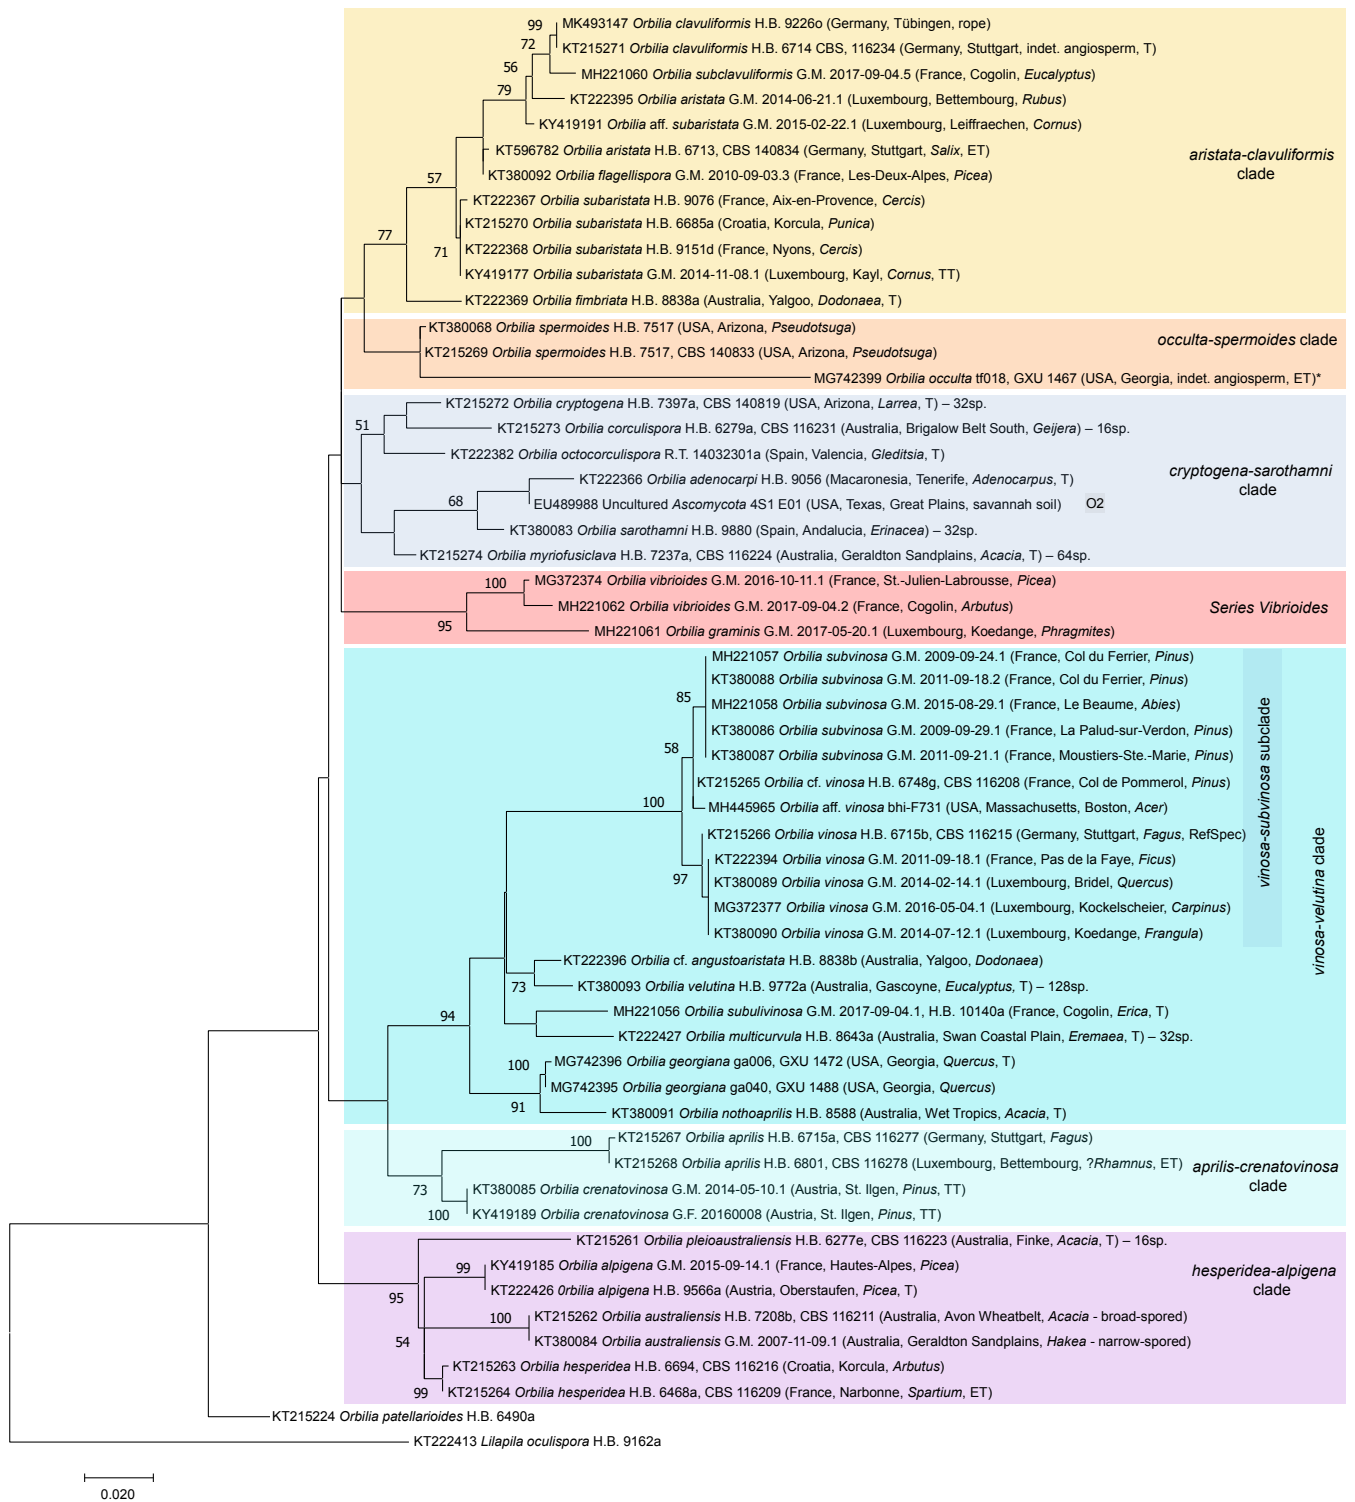 99
MK493147 Orbilia clavuliformis H.B. 9226o (Germany, Tübingen, rope)
72
KT215271 Orbilia clavuliformis H.B. 6714 CBS, 116234 (Germany, Stuttgart, indet. angiosperm, T)
56
MH221060 Orbilia subclavuliformis G.M. 2017-09-04.5 (France, Cogolin, Eucalyptus)
79
KT222395 Orbilia aristata G.M. 2014-06-21.1 (Luxembourg, Bettembourg, Rubus)
KY419191 Orbilia aff. subaristata G.M. 2015-02-22.1 (Luxembourg, Leiffraechen, Cornus)
KT596782 Orbilia aristata H.B. 6713, CBS 140834 (Germany, Stuttgart, Salix, ET)
aristata-clavuliformis
clade
KT380092 Orbilia flagellispora G.M. 2010-09-03.3 (France, Les-Deux-Alpes, Picea)
57
KT222367 Orbilia subaristata H.B. 9076 (France, Aix-en-Provence, Cercis)
KT215270 Orbilia subaristata H.B. 6685a (Croatia, Korcula, Punica)
77
71
KT222368 Orbilia subaristata H.B. 9151d (France, Nyons, Cercis)
KY419177 Orbilia subaristata G.M. 2014-11-08.1 (Luxembourg, Kayl, Cornus, TT)
KT222369 Orbilia fimbriata H.B. 8838a (Australia, Yalgoo, Dodonaea, T)
KT380068 Orbilia spermoides H.B. 7517 (USA, Arizona, Pseudotsuga)
occulta-spermoides clade
KT215269 Orbilia spermoides H.B. 7517, CBS 140833 (USA, Arizona, Pseudotsuga)
MG742399 Orbilia occulta tf018, GXU 1467 (USA, Georgia, indet. angiosperm, ET)*
KT215272 Orbilia cryptogena H.B. 7397a, CBS 140819 (USA, Arizona, Larrea, T) – 32sp.
51
KT215273 Orbilia corculispora H.B. 6279a, CBS 116231 (Australia, Brigalow Belt South, Geijera) – 16sp.
KT222382 Orbilia octocorculispora R.T. 14032301a (Spain, Valencia, Gleditsia, T)
cryptogena-sarothamni
clade
KT222366 Orbilia adenocarpi H.B. 9056 (Macaronesia, Tenerife, Adenocarpus, T)
68
EU489988 Uncultured Ascomycota 4S1 E01 (USA, Texas, Great Plains, savannah soil) O2
KT380083 Orbilia sarothamni H.B. 9880 (Spain, Andalucia, Erinacea) – 32sp.
KT215274 Orbilia myriofusiclava H.B. 7237a, CBS 116224 (Australia, Geraldton Sandplains, Acacia, T) – 64sp.
100
MG372374 Orbilia vibrioides G.M. 2016-10-11.1 (France, St.-Julien-Labrousse, Picea)
MH221062 Orbilia vibrioides G.M. 2017-09-04.2 (France, Cogolin, Arbutus)
Series Vibrioides
95
MH221061 Orbilia graminis G.M. 2017-05-20.1 (Luxembourg, Koedange, Phragmites)
MH221057 Orbilia subvinosa G.M. 2009-09-24.1 (France, Col du Ferrier, Pinus)
KT380088 Orbilia subvinosa G.M. 2011-09-18.2 (France, Col du Ferrier, Pinus)
85
MH221058 Orbilia subvinosa G.M. 2015-08-29.1 (France, Le Beaume, Abies)
KT380086 Orbilia subvinosa G.M. 2009-09-29.1 (France, La Palud-sur-Verdon, Pinus)
58
KT380087 Orbilia subvinosa G.M. 2011-09-21.1 (France, Moustiers-Ste.-Marie, Pinus)
KT215265 Orbilia cf. vinosa H.B. 6748g, CBS 116208 (France, Col de Pommerol, Pinus)
100
MH445965 Orbilia aff. vinosa bhi-F731 (USA, Massachusetts, Boston, Acer)
vinosa-subvinosa subclade
KT215266 Orbilia vinosa H.B. 6715b, CBS 116215 (Germany, Stuttgart, Fagus, RefSpec)
KT222394 Orbilia vinosa G.M. 2011-09-18.1 (France, Pas de la Faye, Ficus)
97
KT380089 Orbilia vinosa G.M. 2014-02-14.1 (Luxembourg, Bridel, Quercus)
vinosa-velutina clade
MG372377 Orbilia vinosa G.M. 2016-05-04.1 (Luxembourg, Kockelscheier, Carpinus)
KT380090 Orbilia vinosa G.M. 2014-07-12.1 (Luxembourg, Koedange, Frangula)
KT222396 Orbilia cf. angustoaristata H.B. 8838b (Australia, Yalgoo, Dodonaea)
73
KT380093 Orbilia velutina H.B. 9772a (Australia, Gascoyne, Eucalyptus, T) – 128sp.
94
MH221056 Orbilia subulivinosa G.M. 2017-09-04.1, H.B. 10140a (France, Cogolin, Erica, T)
KT222427 Orbilia multicurvula H.B. 8643a (Australia, Swan Coastal Plain, Eremaea, T) – 32sp.
100
MG742396 Orbilia georgiana ga006, GXU 1472 (USA, Georgia, Quercus, T)
MG742395 Orbilia georgiana ga040, GXU 1488 (USA, Georgia, Quercus)
91
KT380091 Orbilia nothoaprilis H.B. 8588 (Australia, Wet Tropics, Acacia, T)
100
KT215267 Orbilia aprilis H.B. 6715a, CBS 116277 (Germany, Stuttgart, Fagus)
KT215268 Orbilia aprilis H.B. 6801, CBS 116278 (Luxembourg, Bettembourg, ?Rhamnus, ET)
aprilis-crenatovinosa
clade
73
KT380085 Orbilia crenatovinosa G.M. 2014-05-10.1 (Austria, St. Ilgen, Pinus, TT)
100
KY419189 Orbilia crenatovinosa G.F. 20160008 (Austria, St. Ilgen, Pinus, TT)
KT215261 Orbilia pleioaustraliensis H.B. 6277e, CBS 116223 (Australia, Finke, Acacia, T) – 16sp.
99
KY419185 Orbilia alpigena G.M. 2015-09-14.1 (France, Hautes-Alpes, Picea)
hesperidea-alpigena
clade
95
KT222426 0rbilia alpigena H.B. 9566a (Austria, Oberstaufen, Picea, T)
100
KT215262 Orbilia australiensis H.B. 7208b, CBS 116211 (Australia, Avon Wheatbelt, Acacia - broad-spored)
54
KT380084 Orbilia australiensis G.M. 2007-11-09.1 (Australia, Geraldton Sandplains, Hakea - narrow-spored)
KT215263 Orbilia hesperidea H.B. 6694, CBS 116216 (Croatia, Korcula, Arbutus)
99
KT215264 Orbilia hesperidea H.B. 6468a, CBS 116209 (France, Narbonne, Spartium, ET)
KT215224 Orbilia patellarioides H.B. 6490a
KT222413 Lilapila oculispora H.B. 9162a
0.020